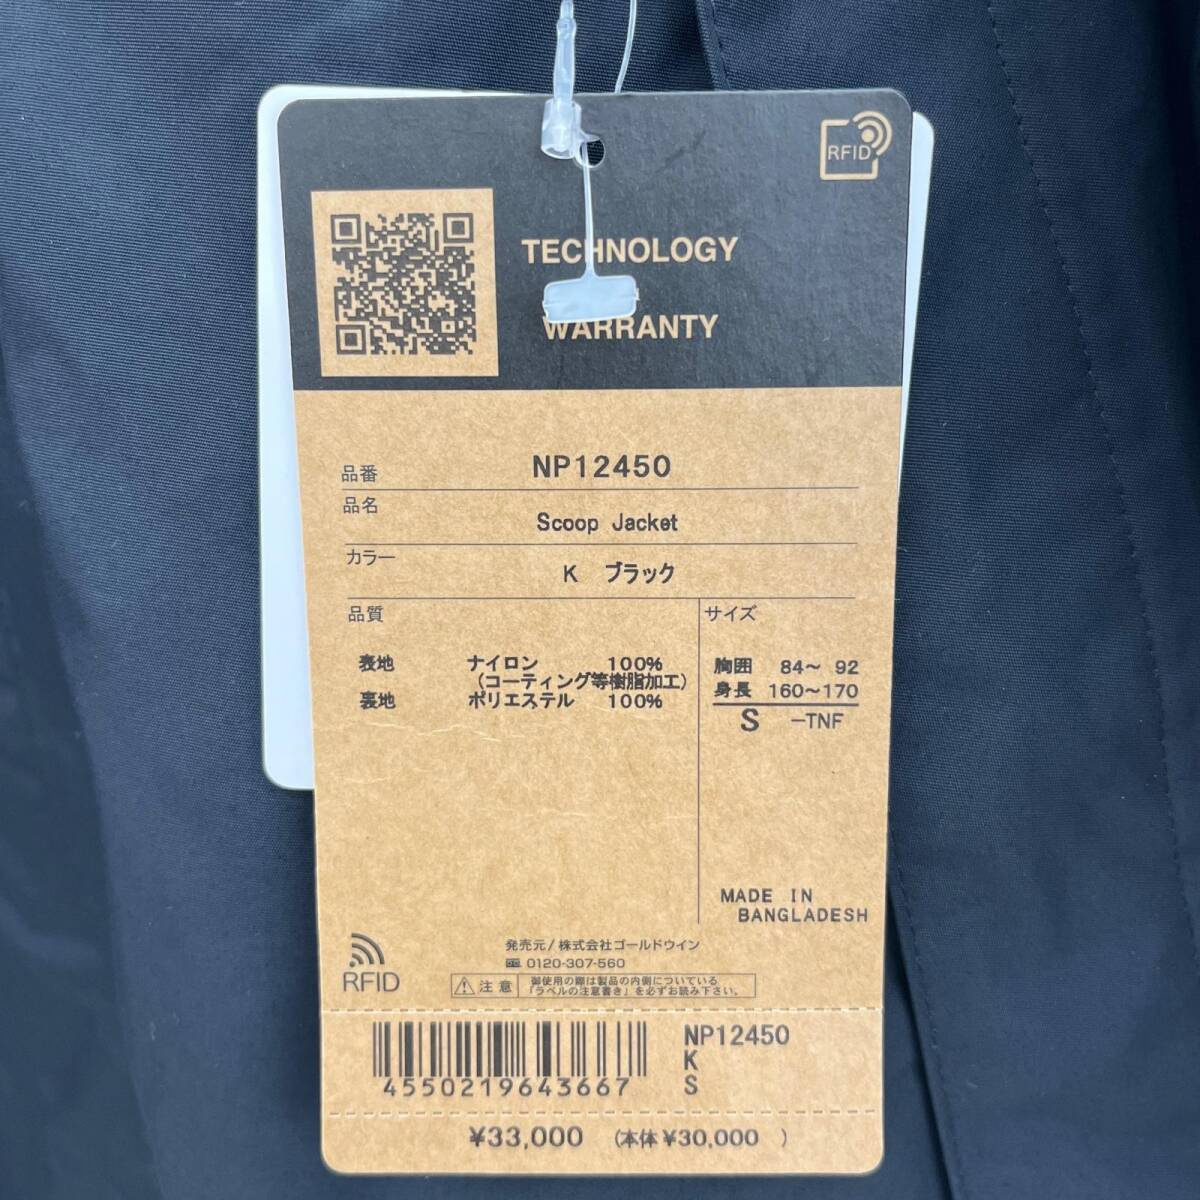 RFID
TECHNOLOGY
WARRANTY
品番 NP12450
品名 Scoop Jacket
カラー K ブラック
品質
表地 ナイロン 100%
(コーティング等樹脂加工)
裏地 ポリエステル 100%
サイズ
胸囲 84～ 92
身長 160～170
S -TNF
MADE IN
BANGLADESH
発売元/株式会社ゴールドウイン
0120-307-560
RFID
注意
御使用の際は製品の内側についている
「ラベルの注意書き」を必ずお読み下さい。
4550219643667
NP12450
K
S
¥33,000 (本体¥30,000 )